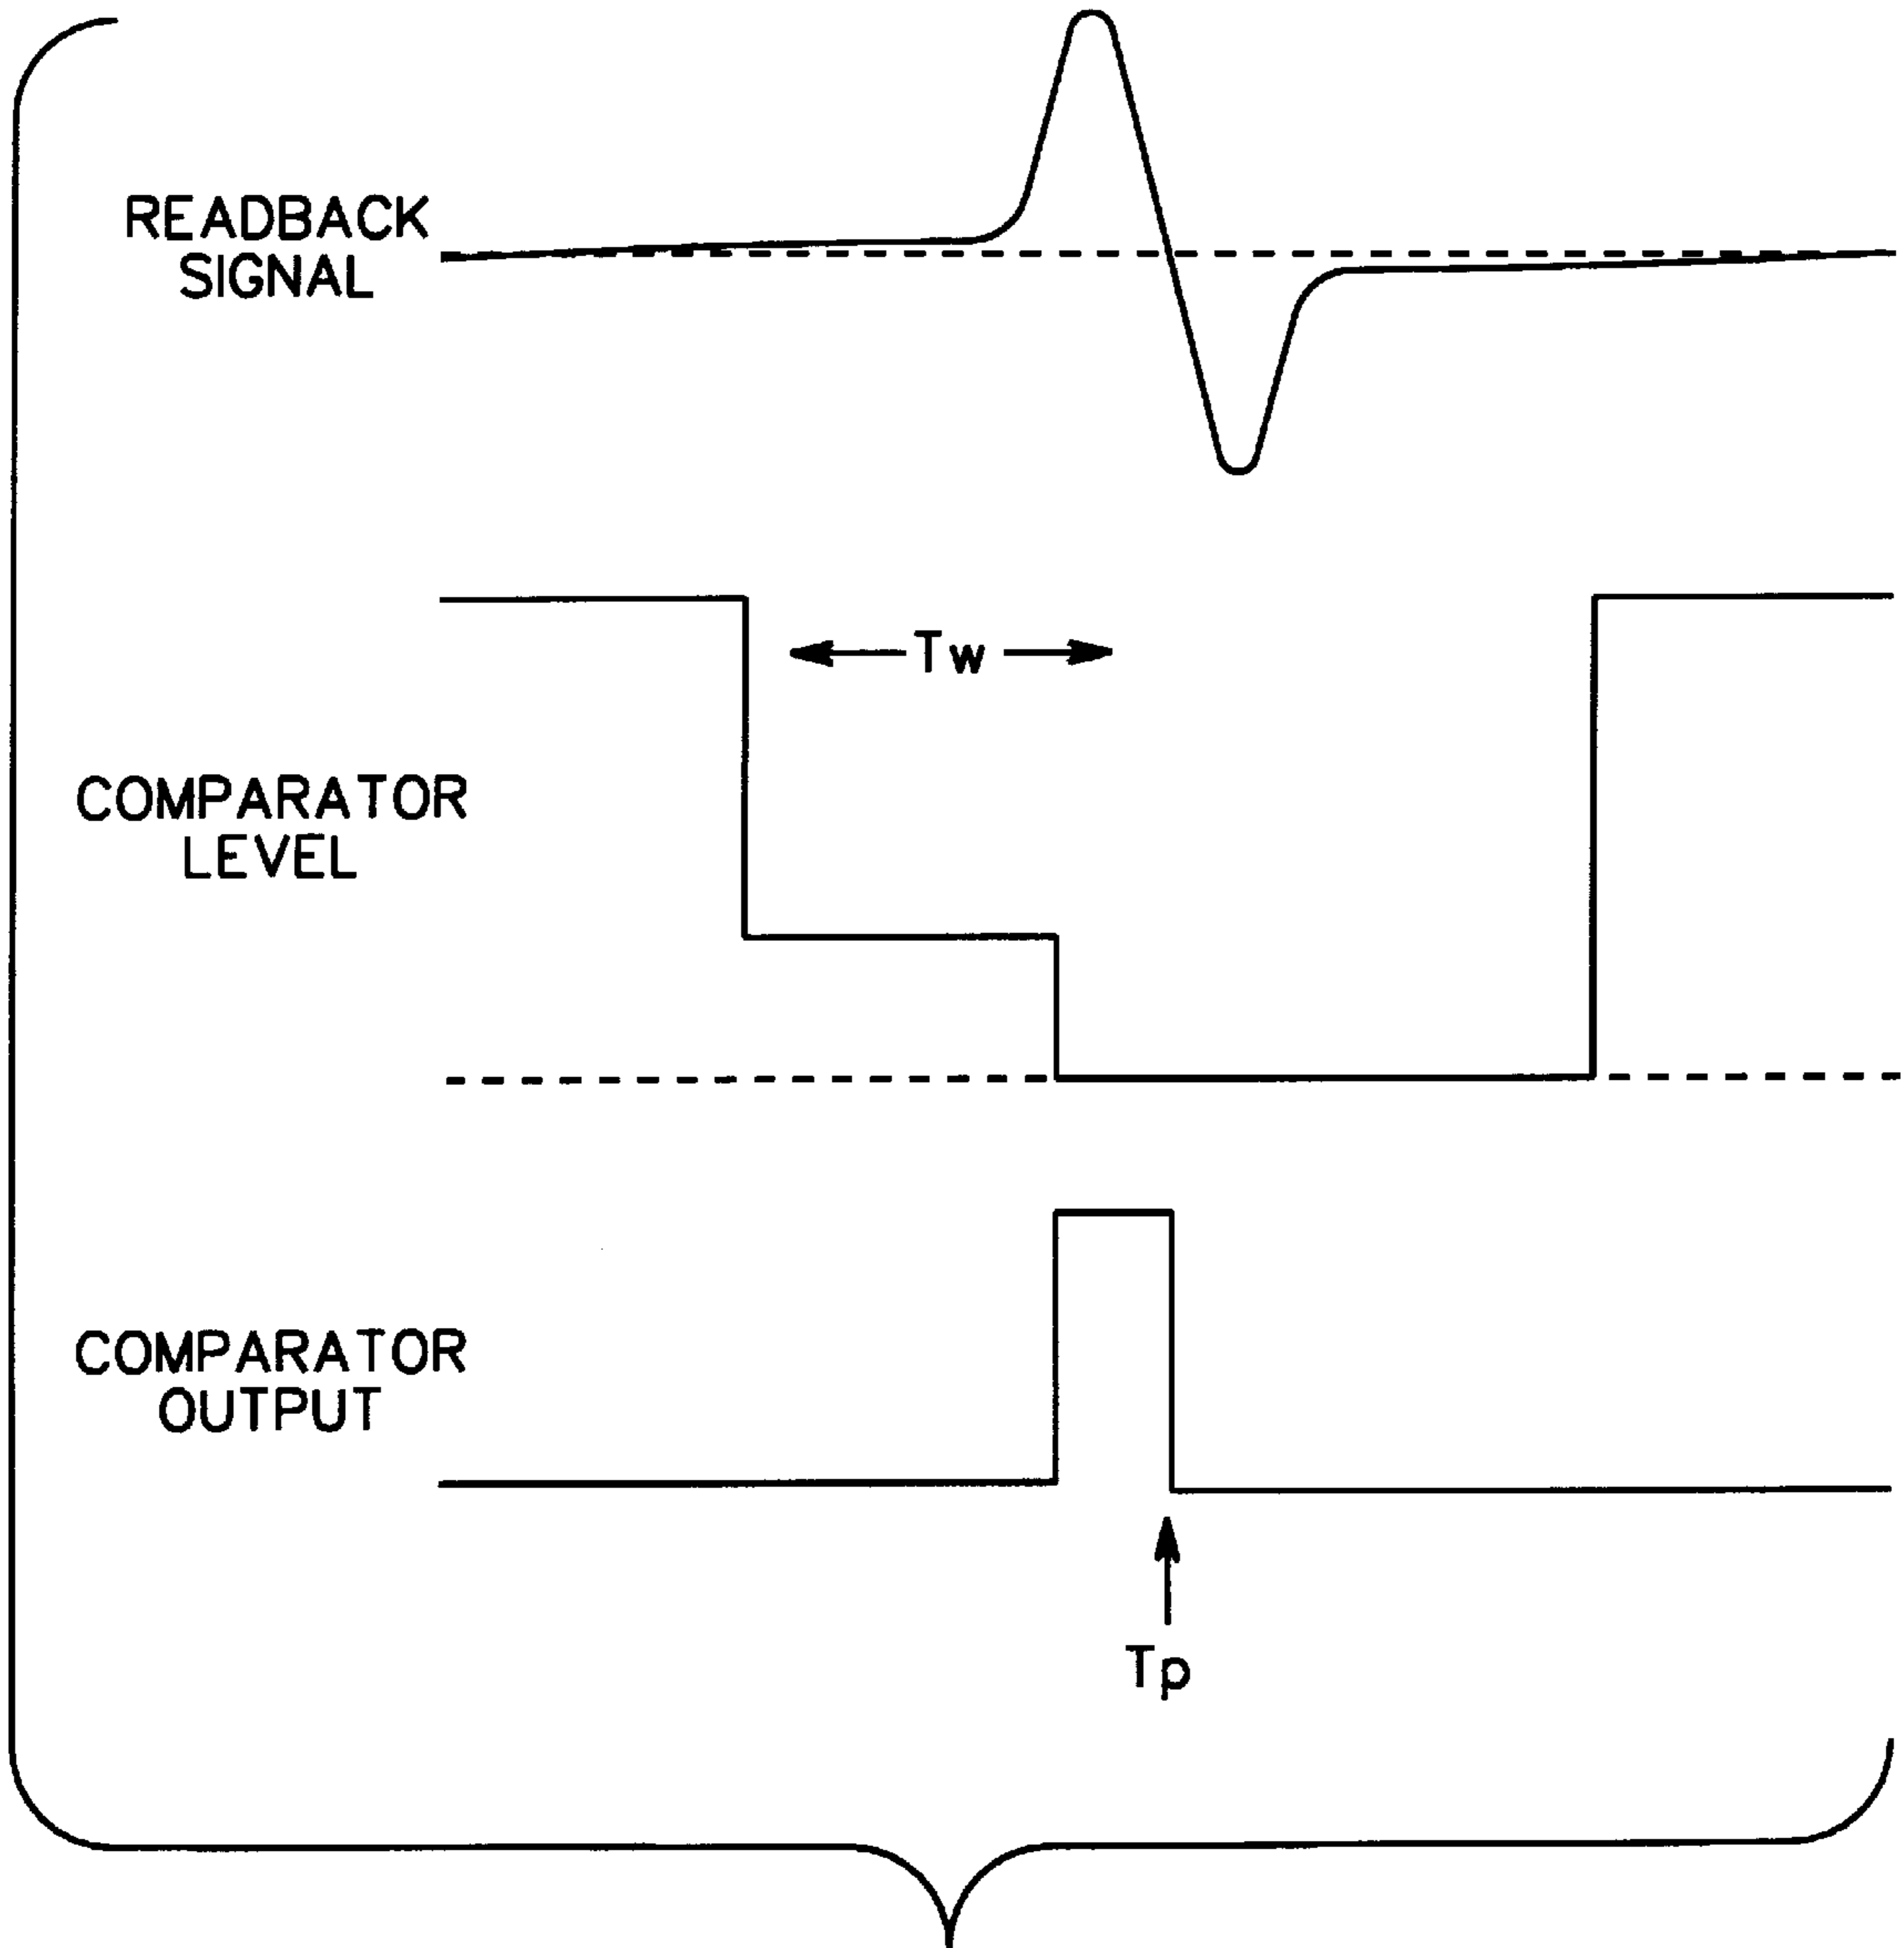 READBACK
SIGNAL
Tw
COMPARATOR
LEVEL
COMPARATOR
OUTPUT
Tp